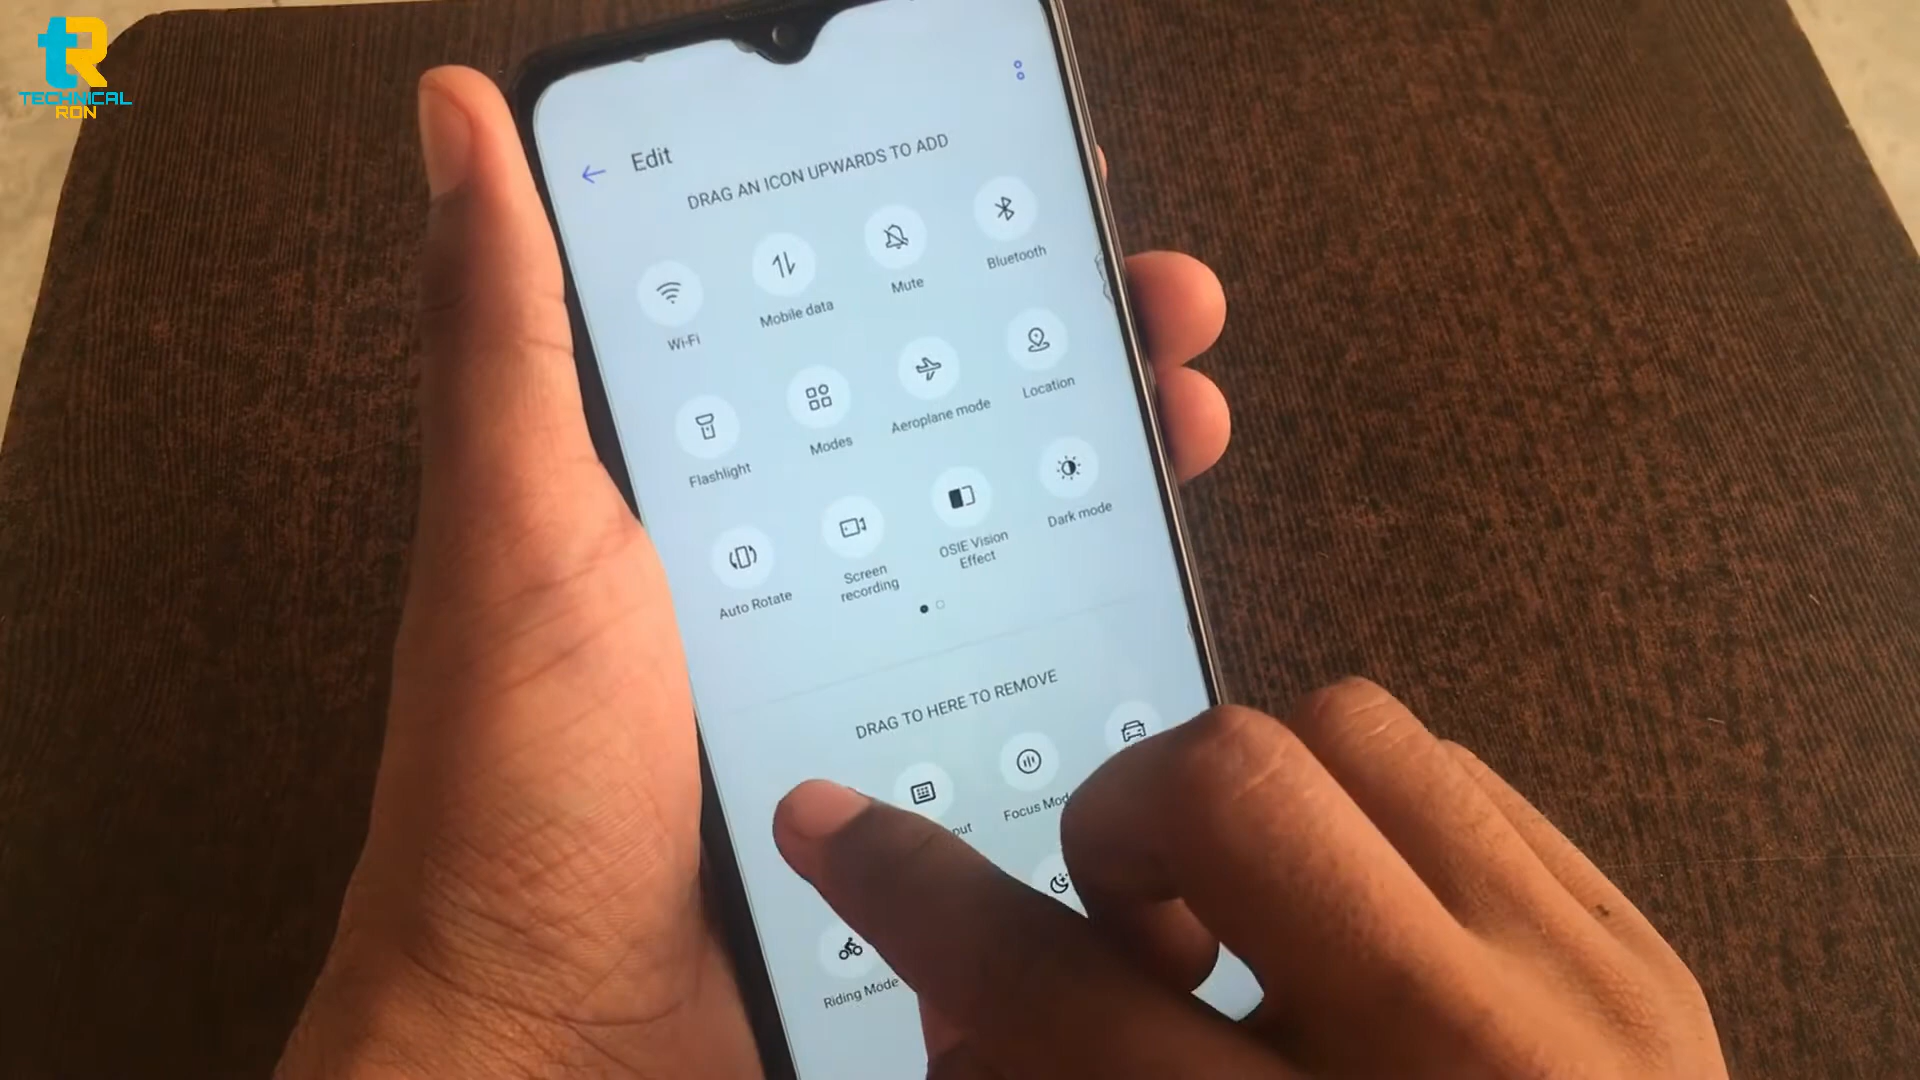 TECHNICAL
RON
Edit
DRAG AN ICON UPWARDS TO ADD
Wi-Fi
Mobile data
Mute
Bluetooth
Flashlight
Modes
Aeroplane mode
Location
Auto Rotate
Screen
recording
OSIE Vision
Effect
Dark mode
DRAG TO HERE TO REMOVE
Focus
Riding Mode